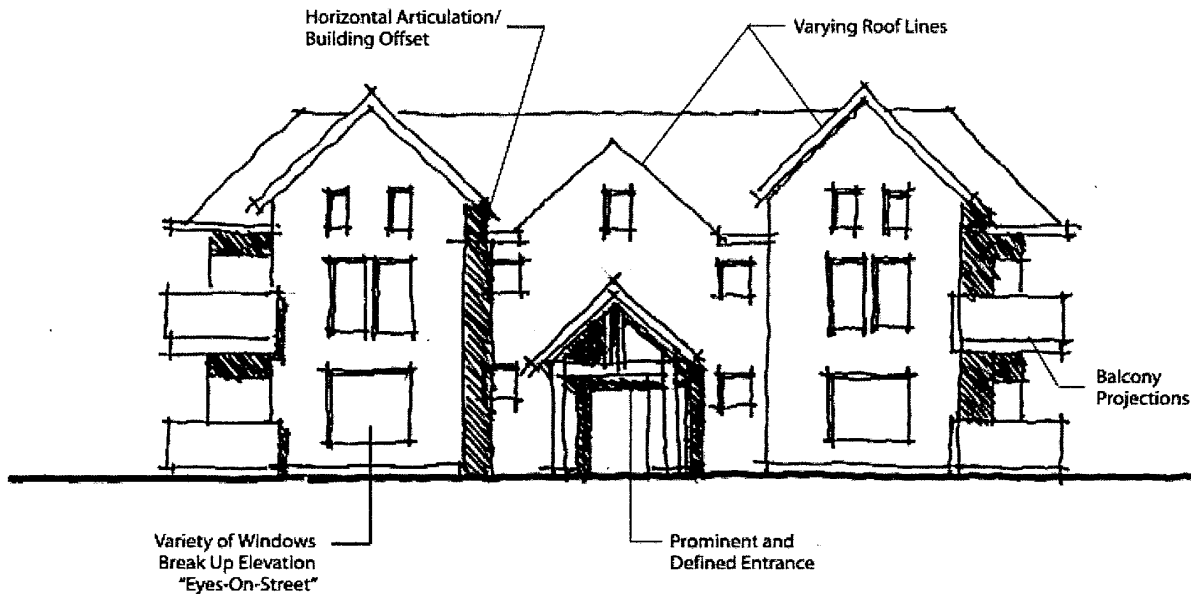 Horizontal Articulation/
Building Offset
Varying Roof Lines
Balcony
Projections
Variety of Windows
Break Up Elevation
"Eyes-On-Street"
Prominent and
Defined Entrance